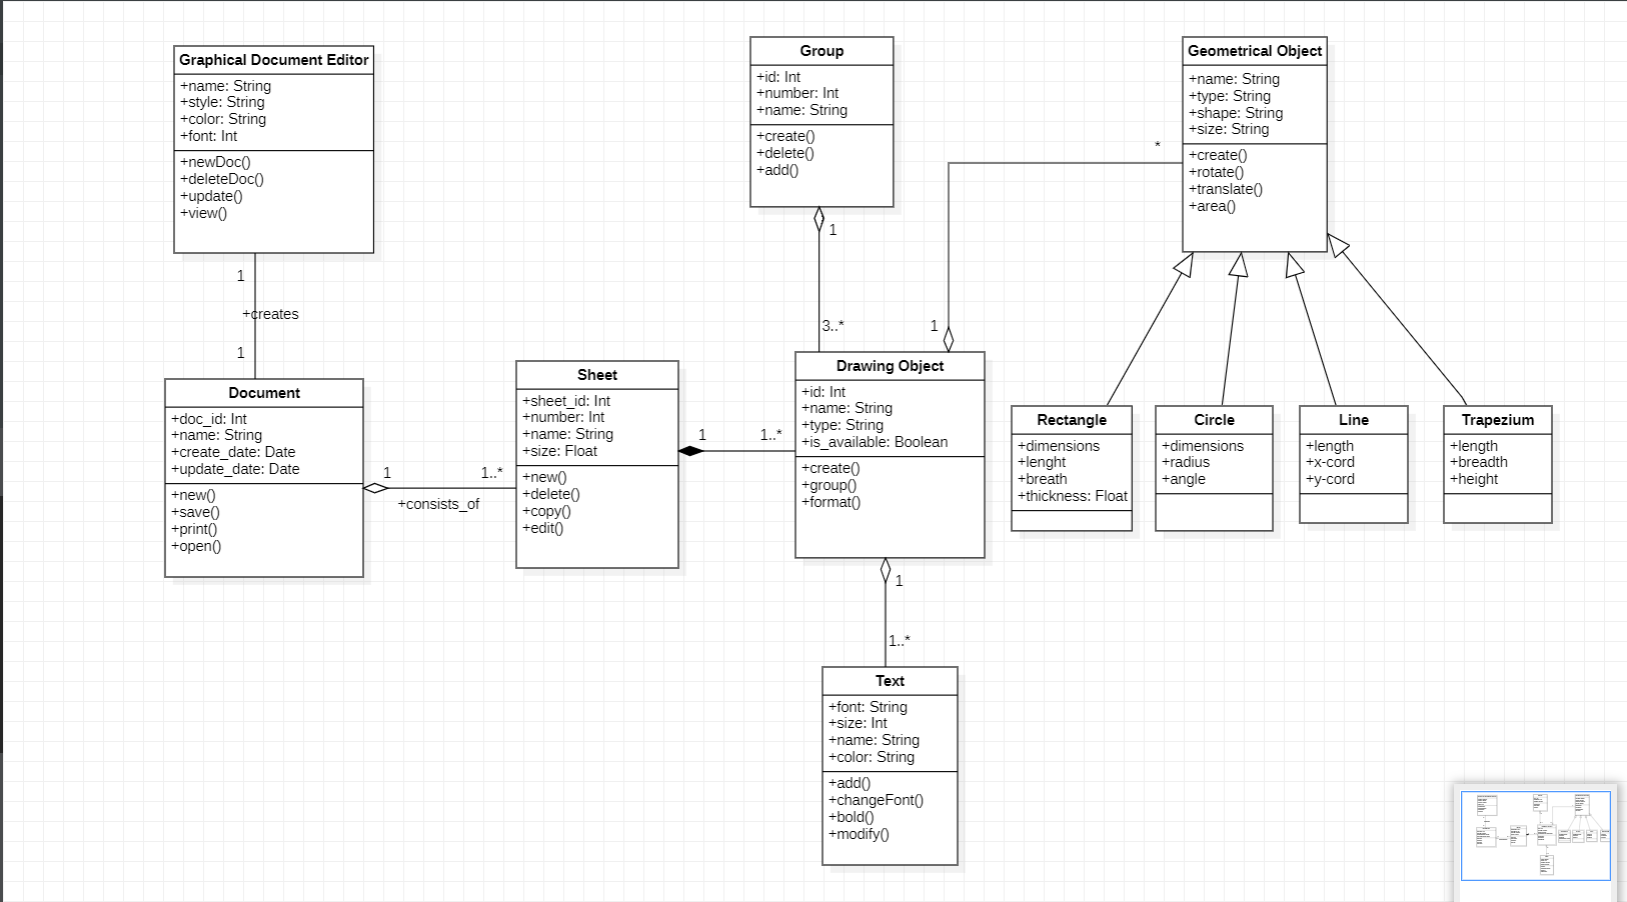 Graphical Document Editor
+name: String
+style: String
+color: String
+font: Int
+newDoc()
+deleteDoc()
+update()
+view()
1
+creates
1
Document
+doc_id: Int
+name: String
+create_date: Date
+update_date: Date
+new()
+save()
+print()
+open()
1
1..*
+consists_of
Sheet
+sheet_id: Int
+number: Int
+name: String
+size: Float
+new()
+delete()
+copy()
+edit()
1
1..*
Group
+id: Int
+number: Int
+name: String
+create()
+delete()
+add()
1
3..*
Drawing Object
+id: Int
+name: String
+type: String
+is_available: Boolean
+create()
+group()
+format()
1
*
1
1..*
Text
+font: String
+size: Int
+name: String
+color: String
+add()
+changeFont()
+bold()
+modify()
Geometrical Object
+name: String
+type: String
+shape: String
+size: String
+create()
+rotate()
+translate()
+area()
Rectangle
+dimensions
+lenght
+breath
+thickness: Float
Circle
+dimensions
+radius
+angle
Line
+length
+x-cord
+y-cord
Trapezium
+length
+breadth
+height